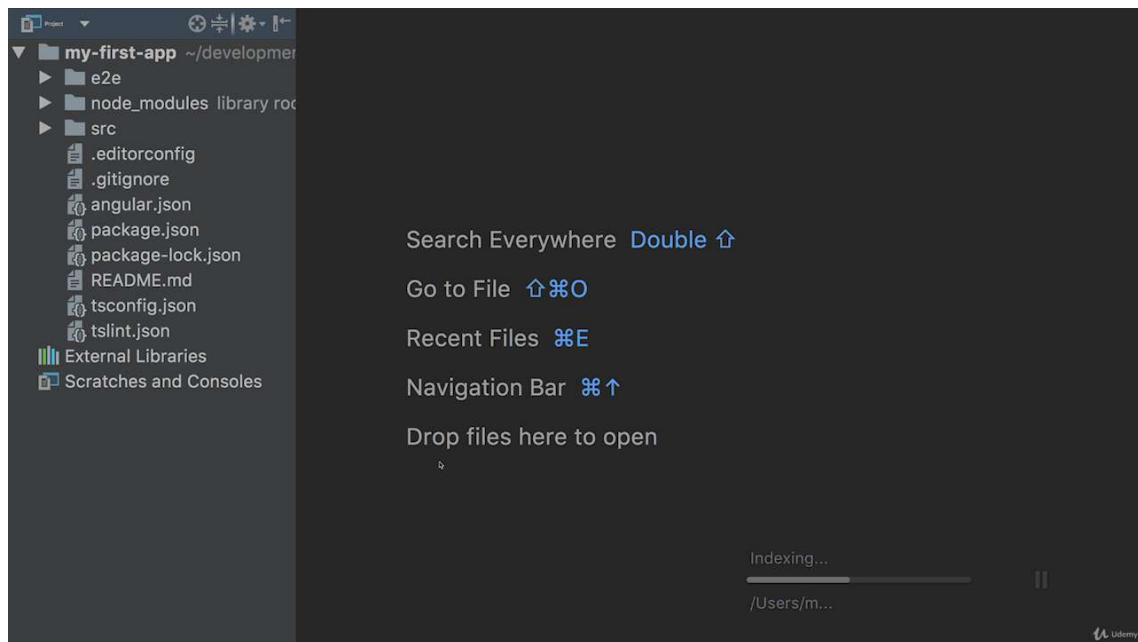 Project
my-first-app ~/developmen
e2e
node_modules library roo
src
.editorconfig
.gitignore
angular.json
package.json
package-lock.json
README.md
tsconfig.json
tslint.json
External Libraries
Scratches and Consoles
Search Everywhere Double ⇧
Go to File ⇧⌘O
Recent Files ⌘E
Navigation Bar ⌘↑
Drop files here to open
Indexing...
/Users/m...
Udemy